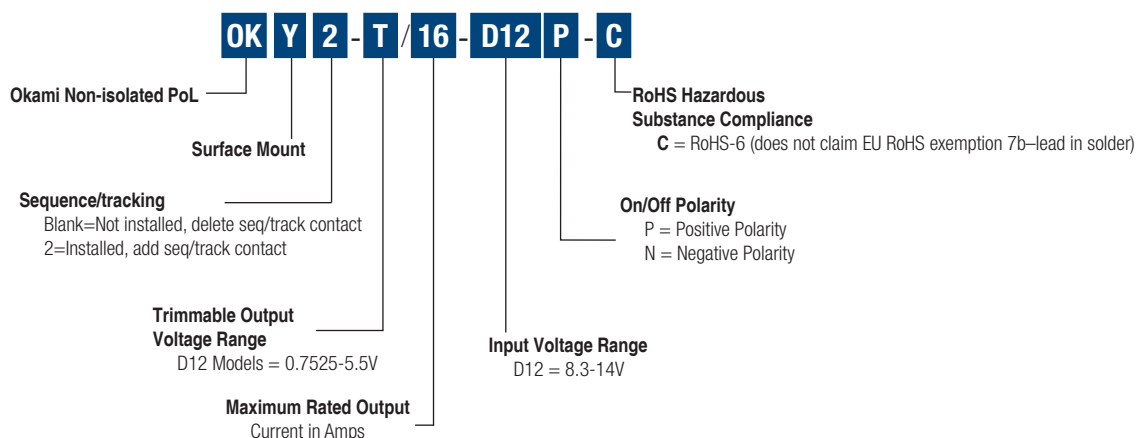 OK Y 2 - T / 16 - D12 P - C
Okami Non-isolated PoL
RoHS Hazardous
Substance Compliance
C = RoHS-6 (does not claim EU RoHS exemption 7b–lead in solder)
Surface Mount
Sequence/tracking
Blank=Not installed, delete seq/track contact
2=Installed, add seq/track contact
On/Off Polarity
P = Positive Polarity
N = Negative Polarity
Trimmable Output
Voltage Range
D12 Models = 0.7525-5.5V
Input Voltage Range
D12 = 8.3-14V
Maximum Rated Output
Current in Amps